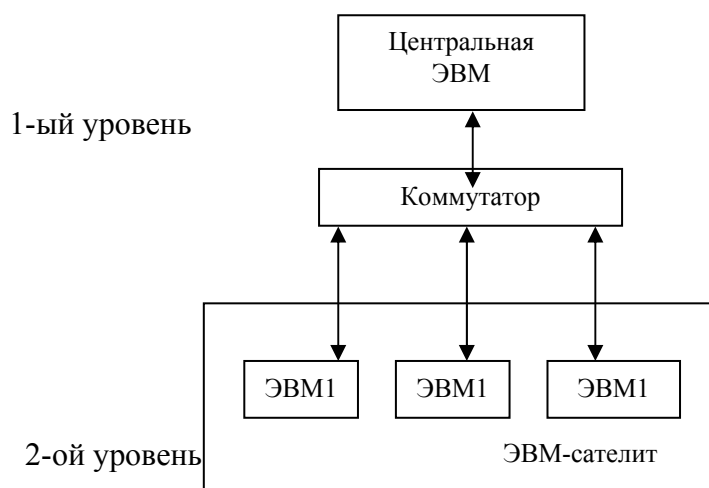 Центральная
ЭВМ
1-ый уровень
Коммутатор
ЭВМ1 ЭВМ1 ЭВМ1
2-ой уровень
ЭВМ-сателит